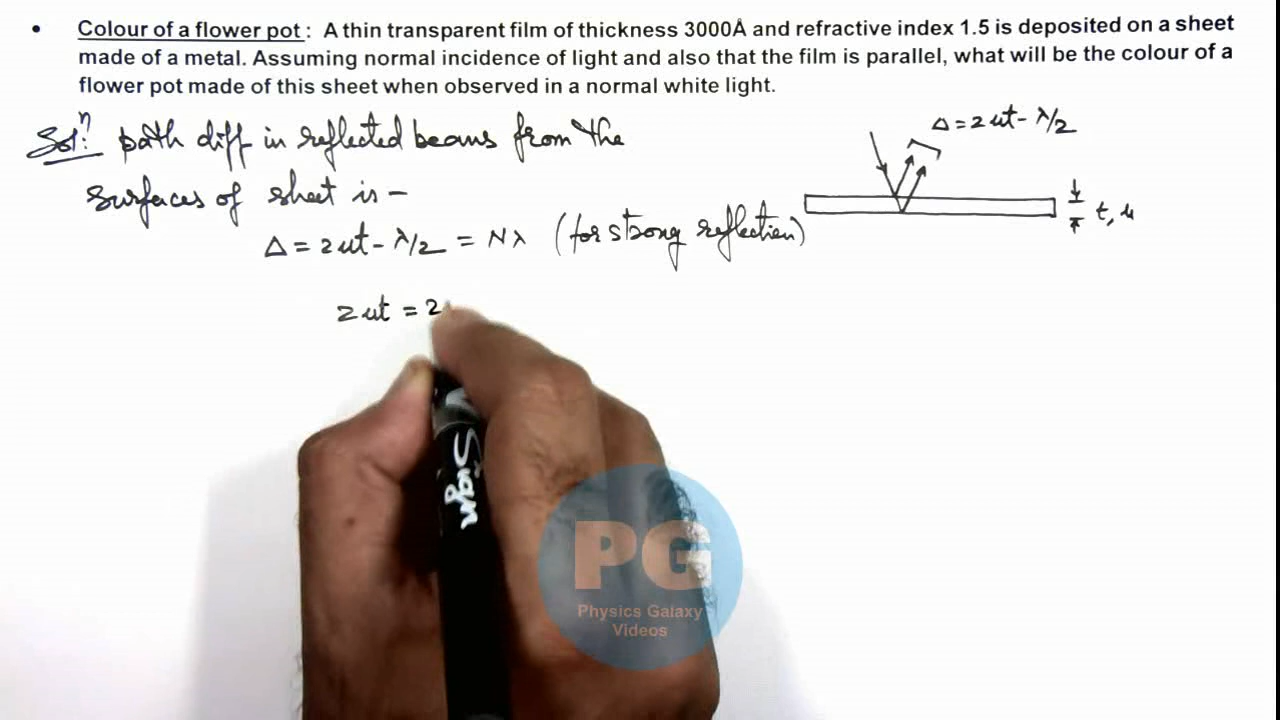 • Colour of a flower pot : A thin transparent film of thickness 3000Å and refractive index 1.5 is deposited on a sheet
made of a metal. Assuming normal incidence of light and also that the film is parallel, what will be the colour of a
flower pot made of this sheet when observed in a normal white light.
Solⁿ: path diff in reflected beams from the
surfaces of sheet is –
Δ = 2μt - λ/2 = Nλ (for strong reflection)
2μt = 2
Δ = 2μt - λ/2
t, μ
Sigm
PG
Physics Galaxy
Videos